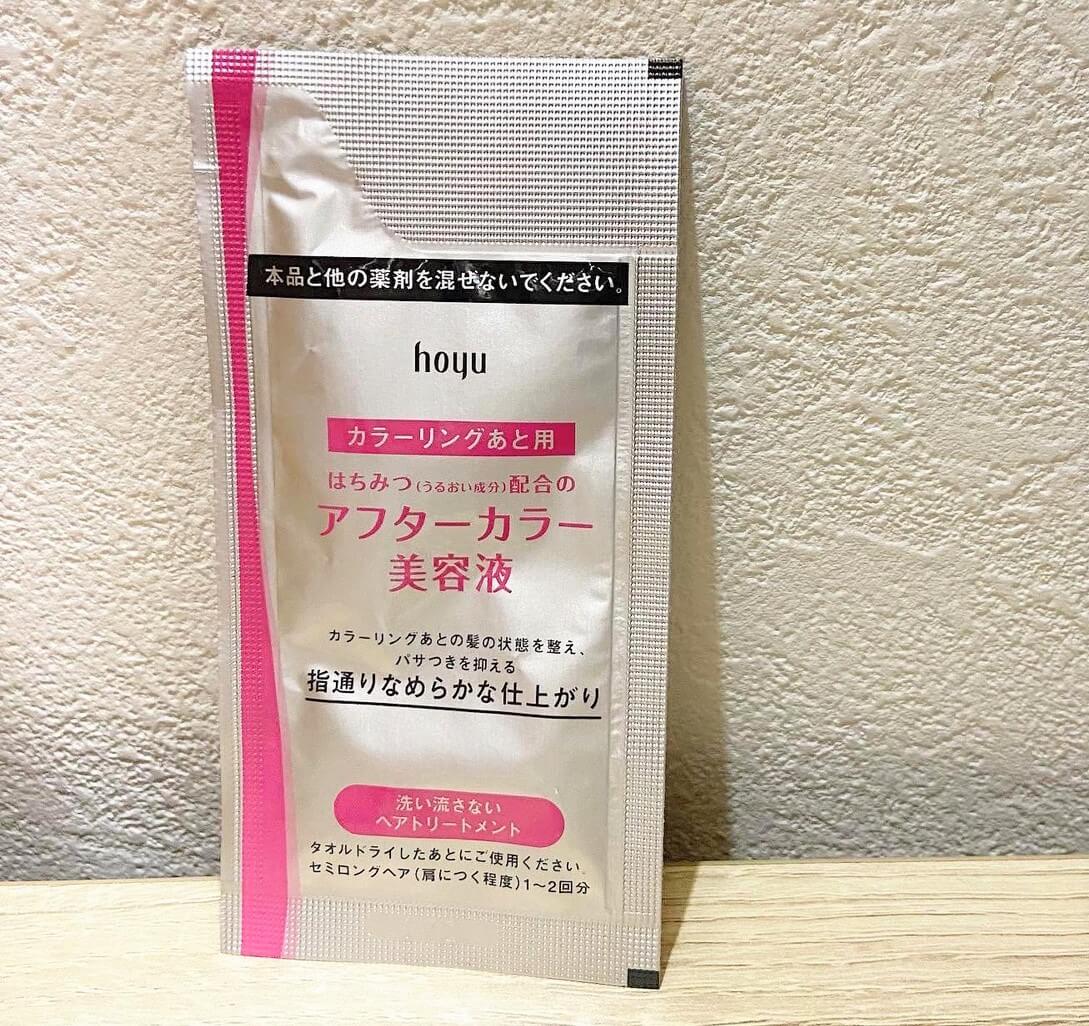 本品と他の薬剤を混ぜないでください。
hoyu
カラーリングあと用
はちみつ(うるおい成分)配合の
アフターカラー
美容液
カラーリングあとの髪の状態を整え、
パサつきを抑える
指通りなめらかな仕上がり
洗い流さない
ヘアトリートメント
タオルドライしたあとにご使用ください。
セミロングヘア(肩につく程度)1〜2回分